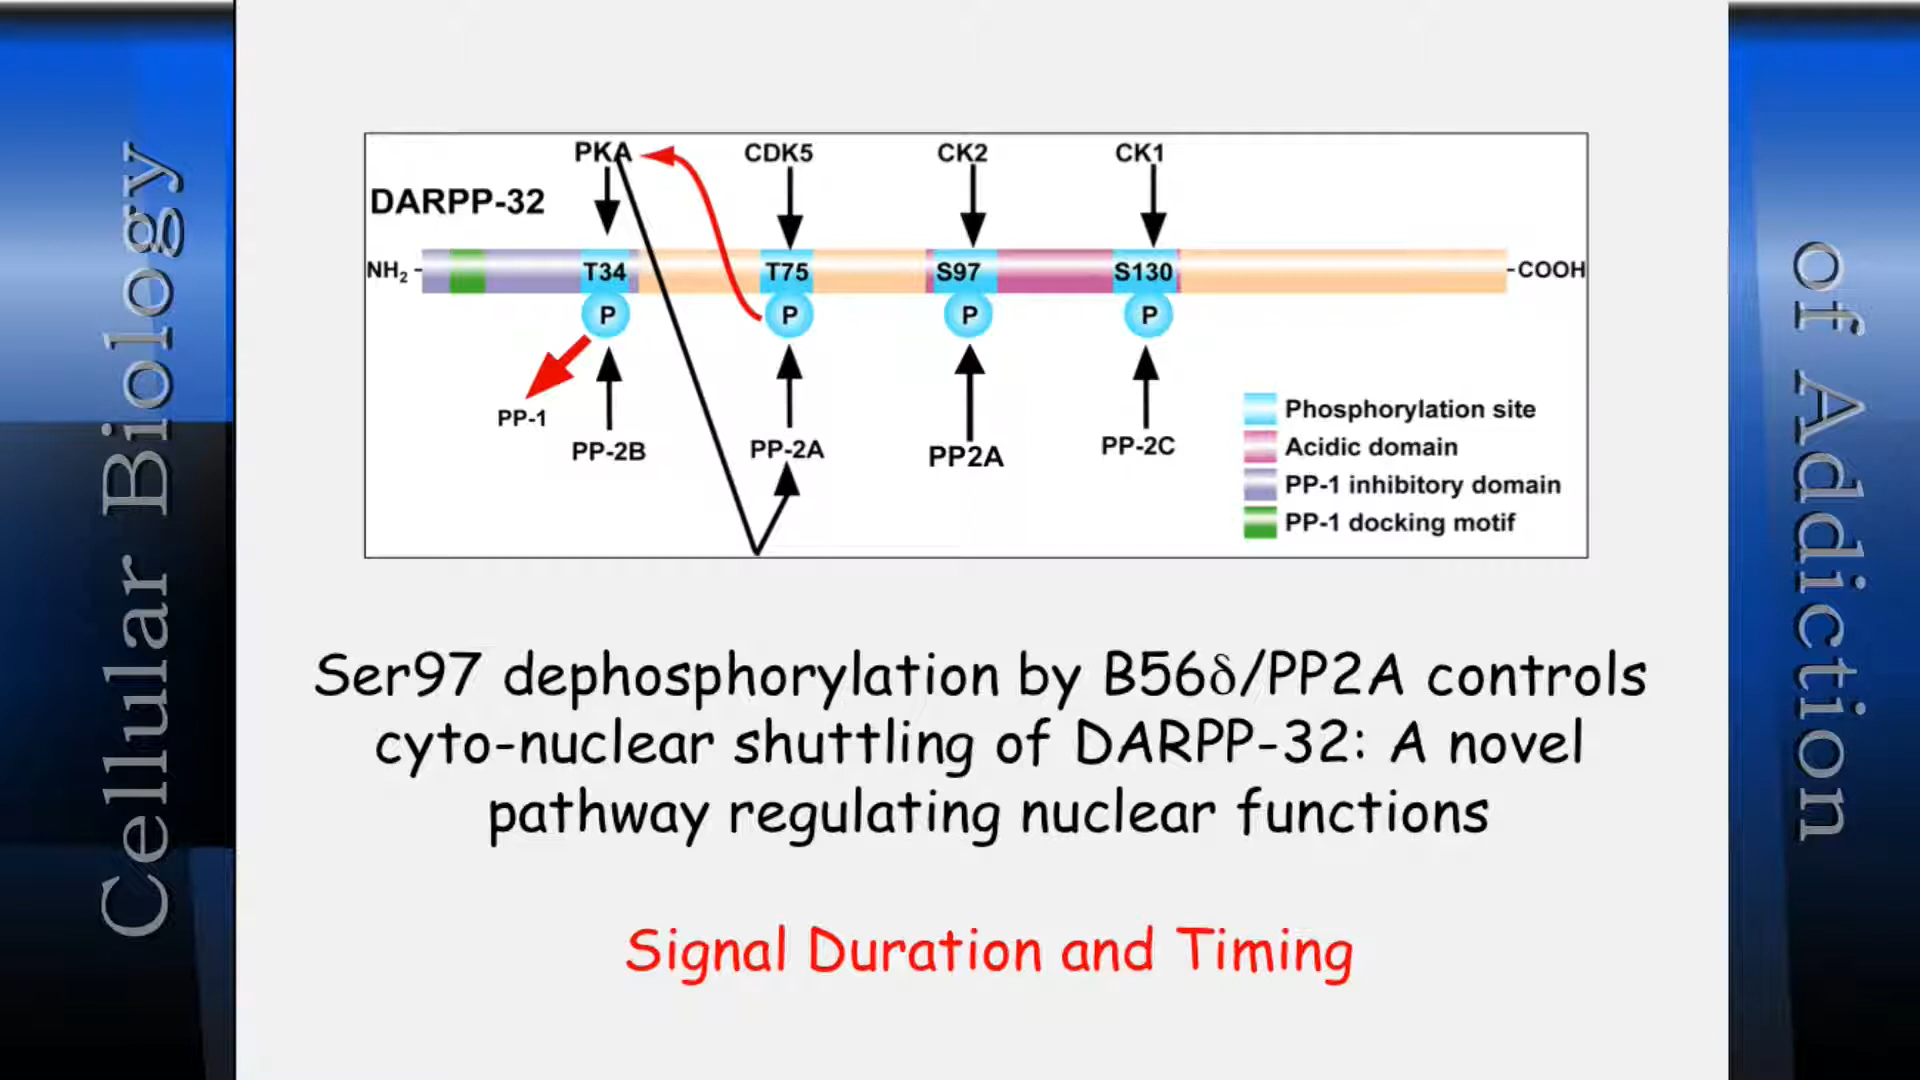 Cellular Biology
of Addiction
PKA
CDK5
CK2
CK1
DARPP-32
NH2
T34
T75
S97
S130
COOH
P
P
P
P
PP-1
PP-2B
PP-2A
PP2A
PP-2C
Phosphorylation site
Acidic domain
PP-1 inhibitory domain
PP-1 docking motif
Ser97 dephosphorylation by B56δ/PP2A controls
cyto-nuclear shuttling of DARPP-32: A novel
pathway regulating nuclear functions
Signal Duration and Timing